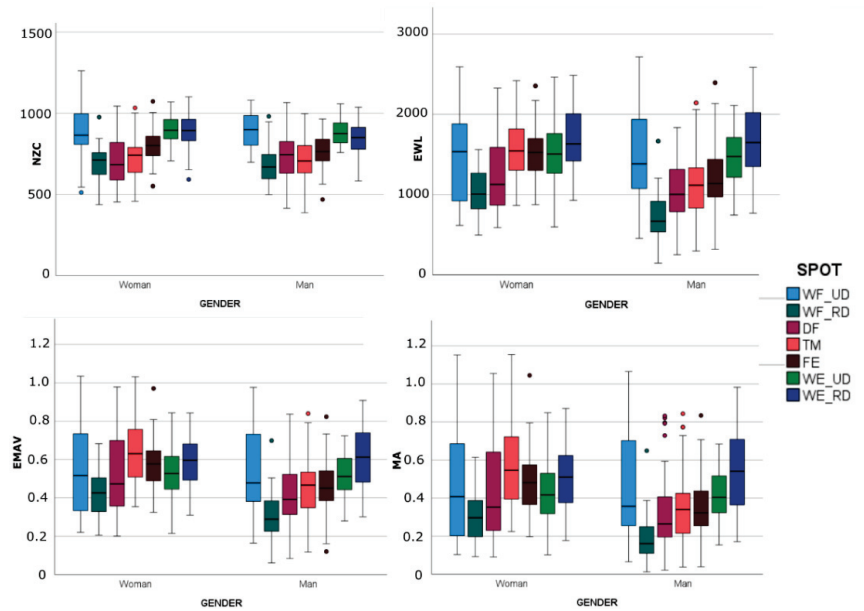 1500
1000
500
0
NZC
Woman
Man
GENDER
3000
2000
1000
0
EWL
Woman
Man
GENDER
SPOT
WF_UD
WF_RD
DF
TM
FE
WE_UD
WE_RD
1.2
1.0
0.8
0.6
0.4
0.2
0
EMAV
Woman
Man
GENDER
1.2
1.0
0.8
0.6
0.4
0.2
0
MA
Woman
Man
GENDER